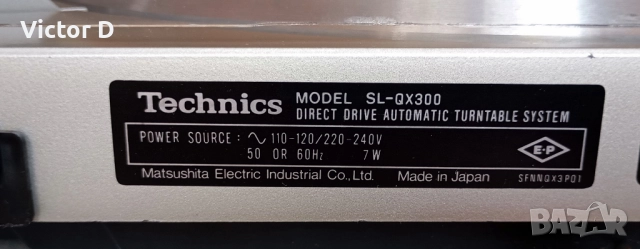 Victor D
Technics MODEL SL-QX300
DIRECT DRIVE AUTOMATIC TURNTABLE SYSTEM
POWER SOURCE : ∿ 110-120/220-240V
50 OR 60Hz 7W
E·P
Matsushita Electric Industrial Co., Ltd. Made in Japan SFNNQX3P01
BAZAR